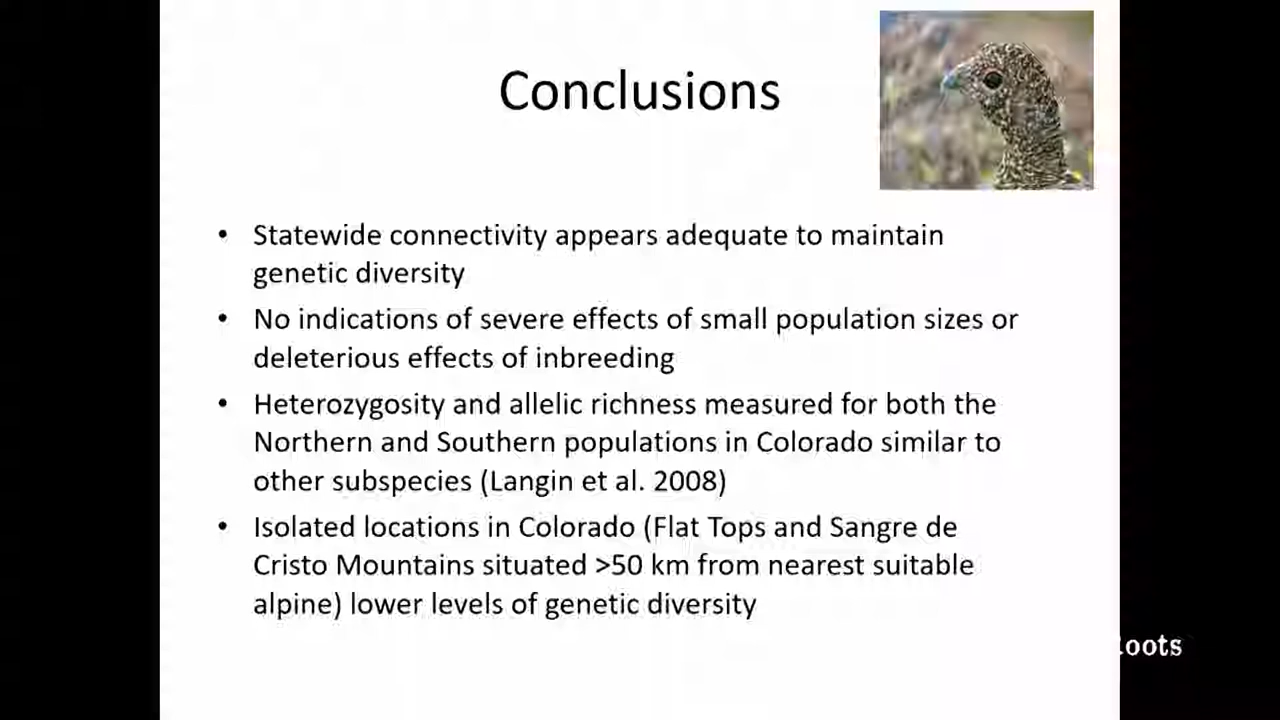 Conclusions
• Statewide connectivity appears adequate to maintain
genetic diversity
• No indications of severe effects of small population sizes or
deleterious effects of inbreeding
• Heterozygosity and allelic richness measured for both the
Northern and Southern populations in Colorado similar to
other subspecies (Langin et al. 2008)
• Isolated locations in Colorado (Flat Tops and Sangre de
Cristo Mountains situated >50 km from nearest suitable
alpine) lower levels of genetic diversity